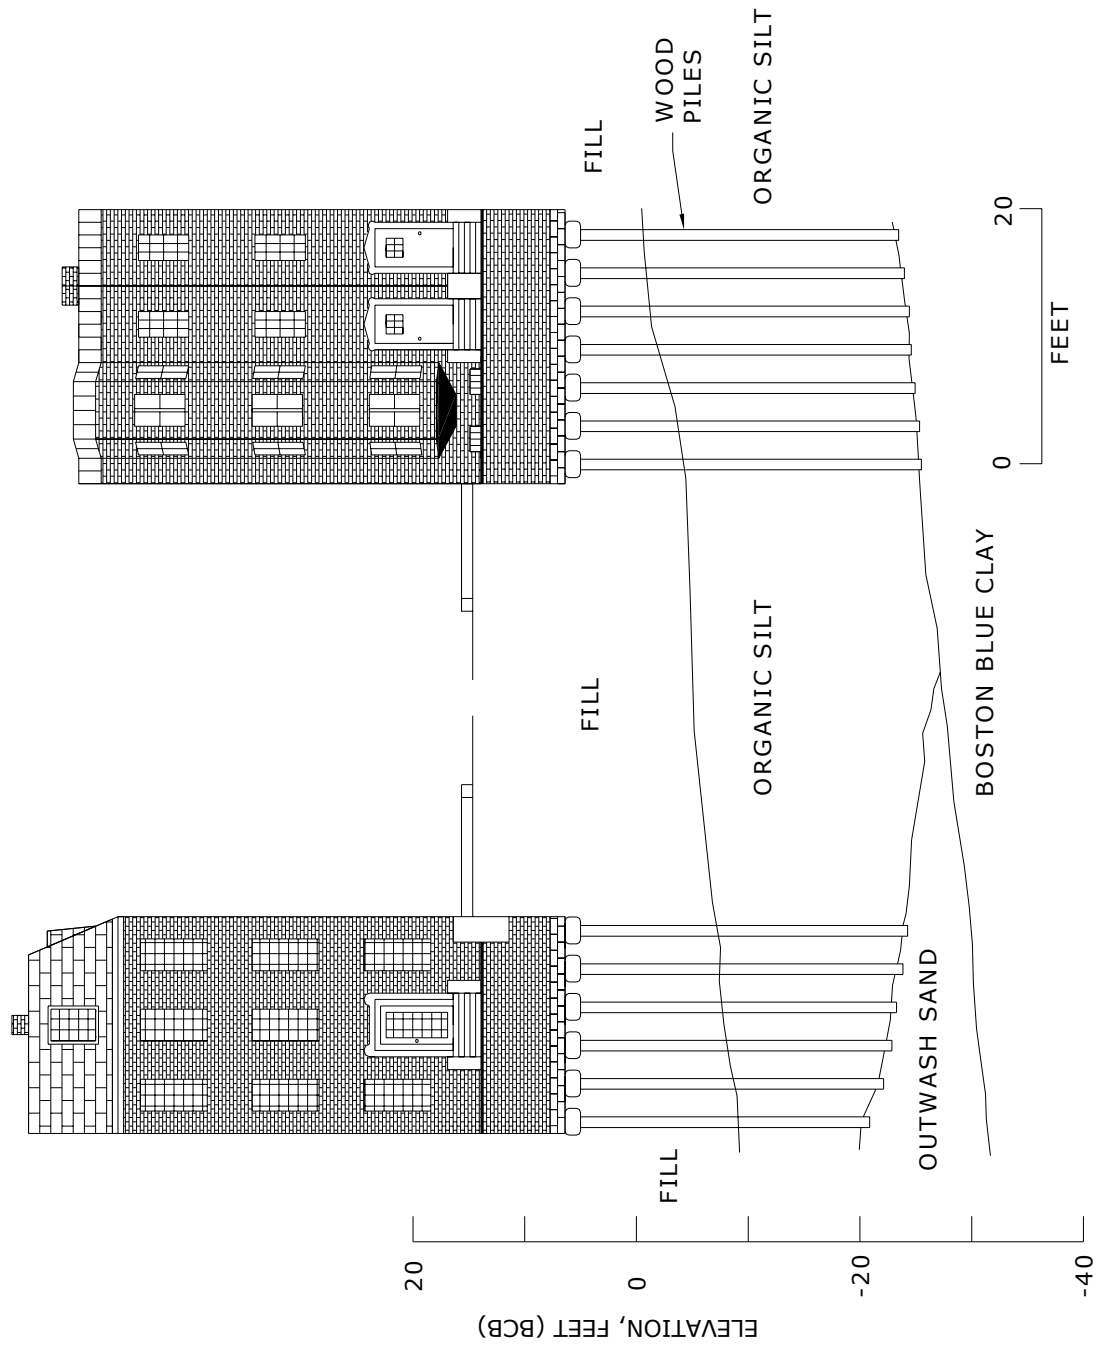 FILL
FILL
FILL
WOOD
PILES
ORGANIC SILT
ORGANIC SILT
OUTWASH SAND
BOSTON BLUE CLAY
20
0
-20
-40
ELEVATION, FEET (BCB)
0
20
FEET